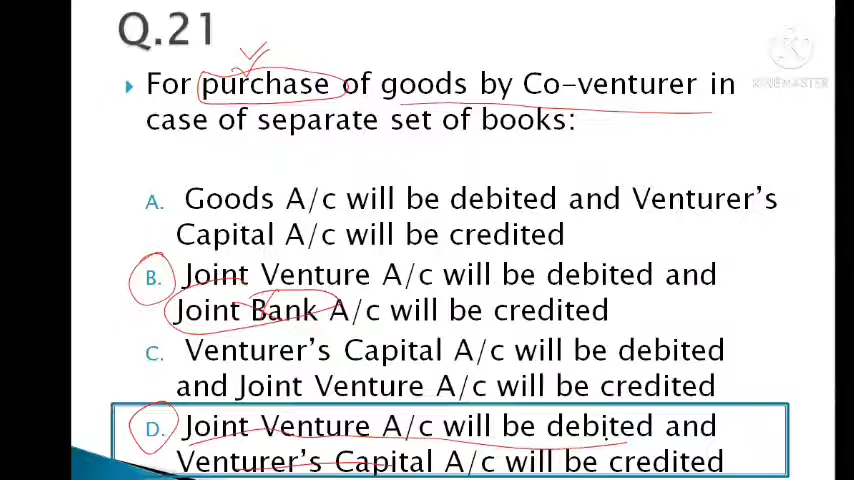 Q.21
For purchase of goods by Co-venturer in
case of separate set of books:
A. Goods A/c will be debited and Venturer's
Capital A/c will be credited
B. Joint Venture A/c will be debited and
Joint Bank A/c will be credited
C. Venturer's Capital A/c will be debited
and Joint Venture A/c will be credited
D. Joint Venture A/c will be debited and
Venturer's Capital A/c will be credited
KINEMASTER